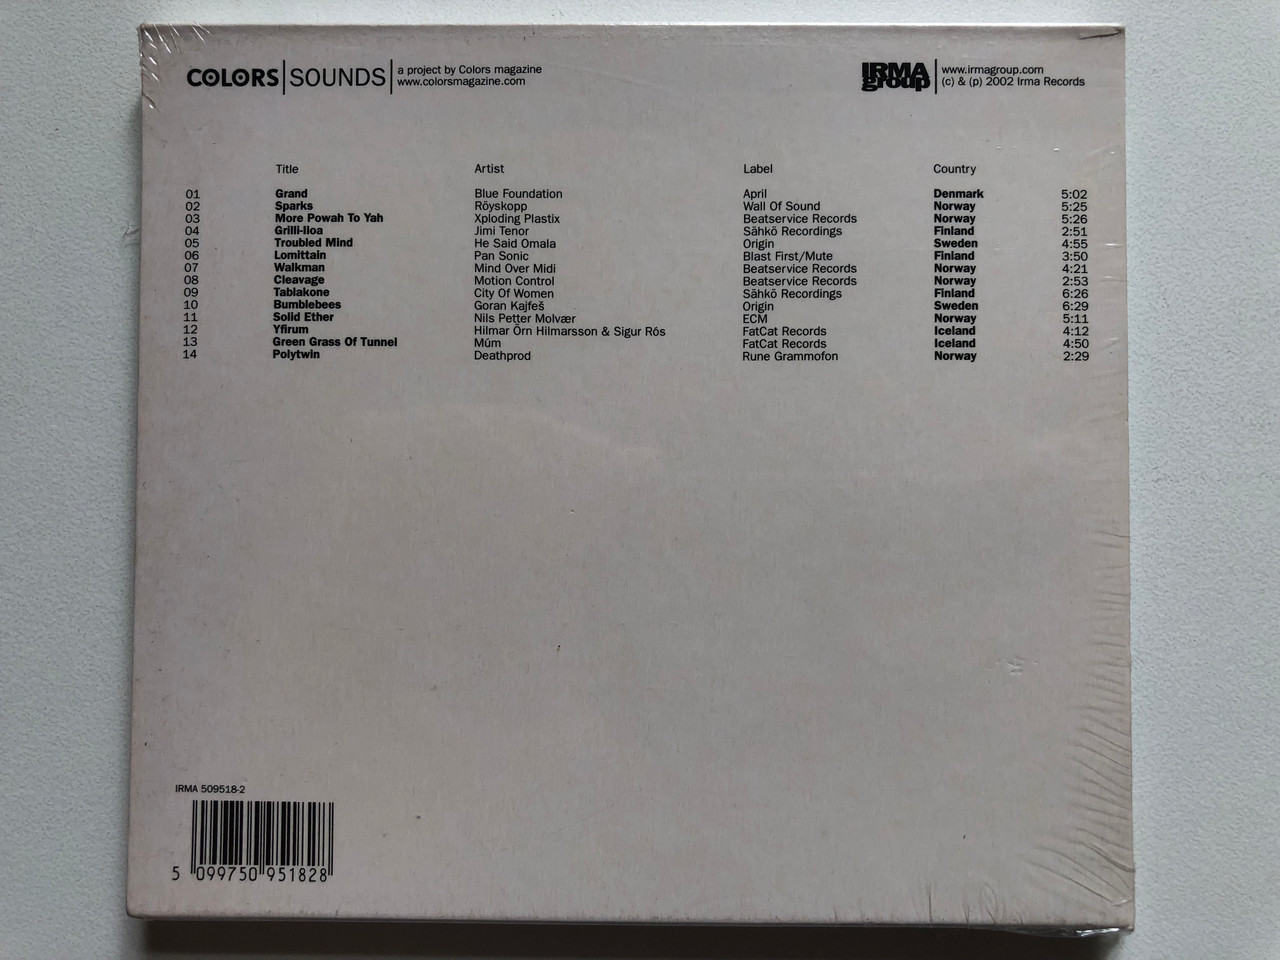 COLORS | SOUNDS | a project by Colors magazine
www.colorsmagazine.com
IRMA group | www.irmagroup.com
(c) & (p) 2002 Irma Records
Title Artist Label Country
01 Grand Blue Foundation April Denmark 5:02
02 Sparks Röyskopp Wall Of Sound Norway 5:25
03 More Powah To Yah Xploding Plastix Beatservice Records Norway 5:26
04 Grilli-Iloa Jimi Tenor Sähkö Recordings Finland 2:51
05 Troubled Mind He Said Omala Origin Sweden 4:55
06 Lomittain Pan Sonic Blast First/Mute Finland 3:50
07 Walkman Mind Over Midi Beatservice Records Norway 4:21
08 Cleavage Motion Control Beatservice Records Norway 2:53
09 Tablakone City Of Women Sähkö Recordings Finland 6:26
10 Bumblebees Goran Kajfeš Origin Sweden 6:29
11 Solid Ether Nils Petter Molvær ECM Norway 5:11
12 Yfirum Hilmar Örn Hilmarsson & Sigur Rós FatCat Records Iceland 4:12
13 Green Grass Of Tunnel Múm FatCat Records Iceland 4:50
14 Polytwin Deathprod Rune Grammofon Norway 2:29
IRMA 509518-2
5 099750 951828